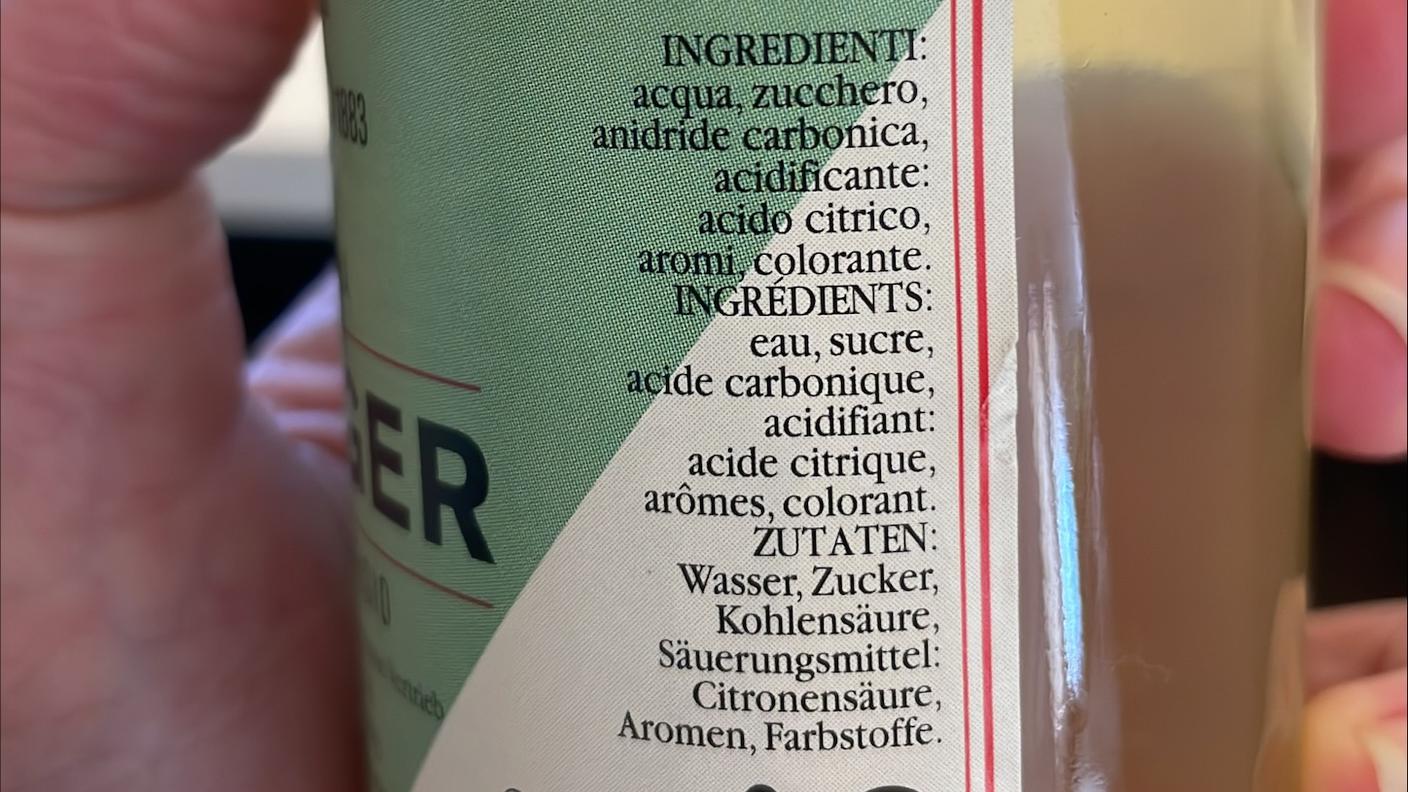 1883
GER
INGREDIENTI:
acqua, zucchero,
anidride carbonica,
acidificante:
acido citrico,
aromi, colorante.
INGRÉDIENTS:
eau, sucre,
acide carbonique,
acidifiant:
acide citrique,
arômes, colorant.
ZUTATEN:
Wasser, Zucker,
Kohlensäure,
Säuerungsmittel:
Citronensäure,
Aromen, Farbstoffe.